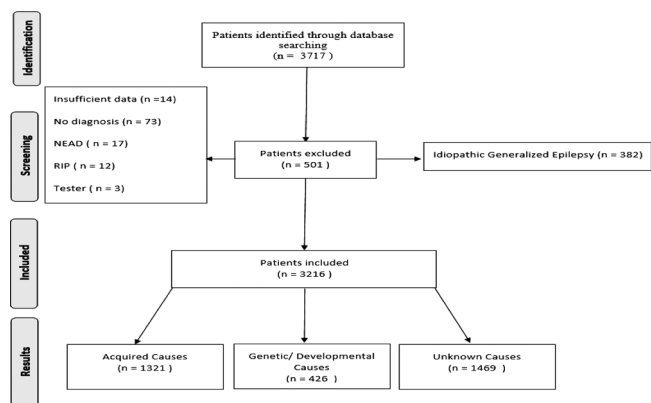 Identification
Patients identified through database
searching
(n = 3717 )
Screening
Insufficient data (n =14)
No diagnosis (n = 73)
NEAD ( n = 17)
RIP ( n = 12)
Tester ( n = 3)
Patients excluded
(n = 501 )
Idiopathic Generalized Epilepsy (n = 382)
Included
Patients included
(n = 3216 )
Results
Acquired Causes
(n = 1321 )
Genetic/ Developmental
Causes
(n = 426 )
Unknown Causes
(n = 1469 )